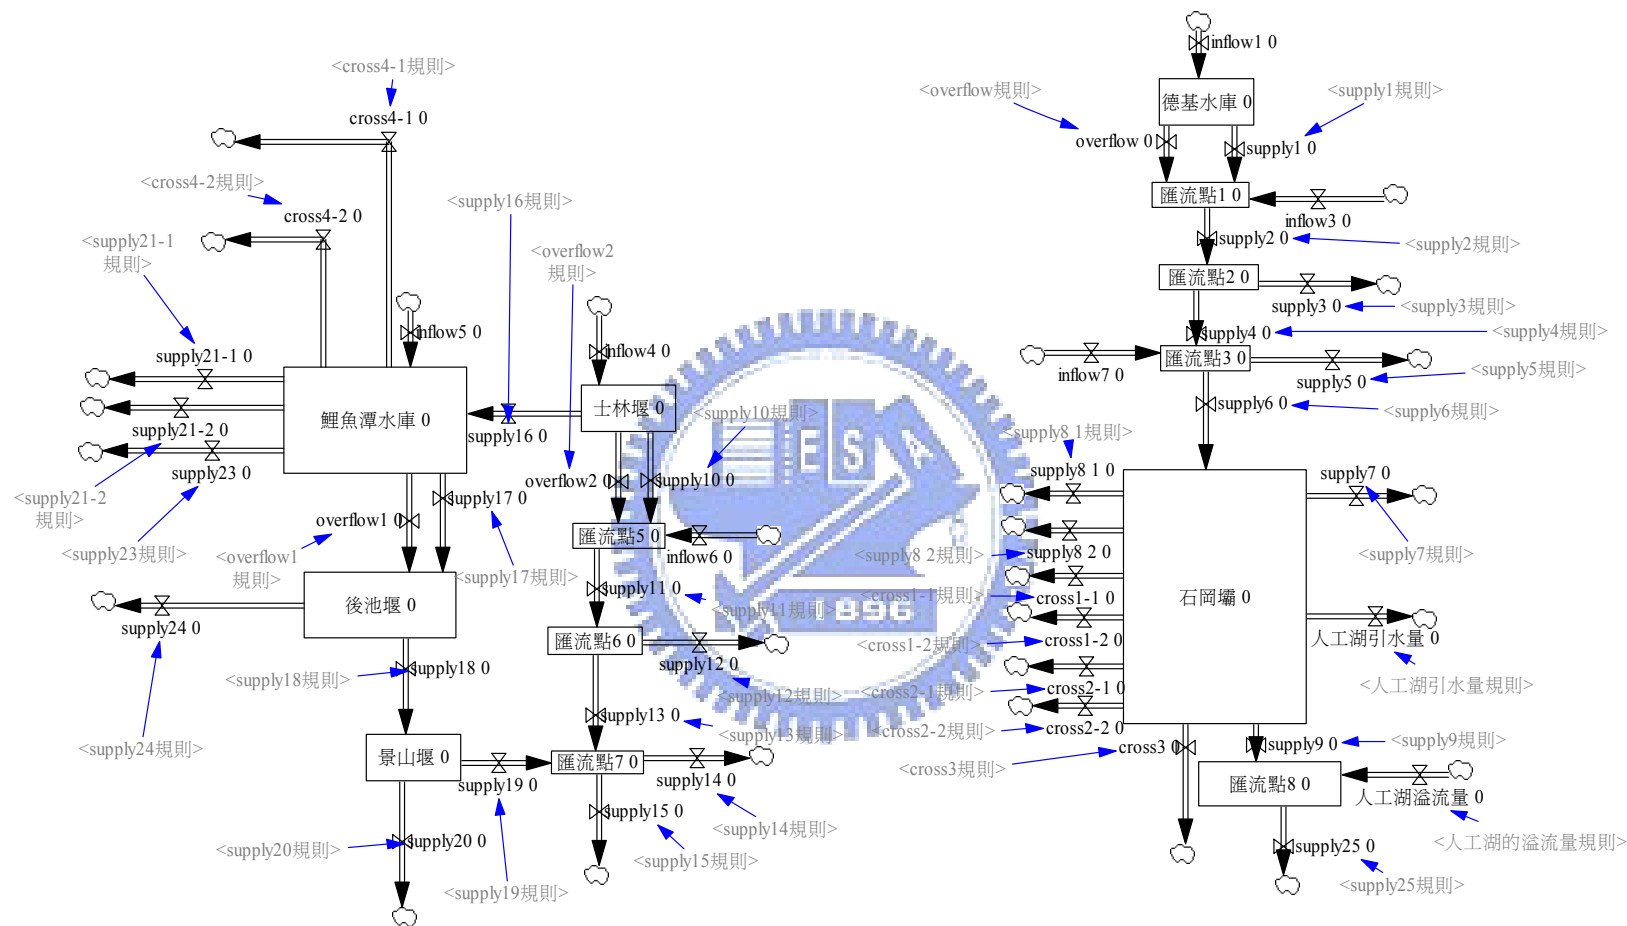 <cross4-1規則>
cross4-1 0
<cross4-2規則>
cross4-2 0
<supply21-1
規則>
supply21-1 0
inflow5 0
鯉魚潭水庫 0
supply21-2 0
supply23 0
<supply21-2
規則>
<supply23規則>
<supply16規則>
supply16 0
<overflow2
規則>
inflow4 0
士林堰 0
<supply10規則>
overflow2 0
supply10 0
overflow1 0
supply17 0
<overflow1
規則>
<supply17規則>
匯流點5 0
inflow6 0
後池堰 0
supply24 0
<supply24規則>
supply11 0
<supply11規則>
匯流點6 0
supply12 0
<supply12規則>
<supply18規則>
supply18 0
supply13 0
<supply13規則>
景山堰 0
supply19 0
<supply19規則>
匯流點7 0
supply14 0
<supply14規則>
supply15 0
<supply15規則>
<supply20規則>
supply20 0
inflow1 0
德基水庫 0
<overflow規則>
<supply1規則>
overflow 0
supply1 0
匯流點1 0
inflow3 0
supply2 0
<supply2規則>
匯流點2 0
supply3 0
<supply3規則>
supply4 0
<supply4規則>
inflow7 0
匯流點3 0
supply5 0
<supply5規則>
supply6 0
<supply6規則>
<supply8 1規則>
supply8 1 0
supply7 0
<supply7規則>
<supply8 2規則>
supply8 2 0
<cross1-1規則>
cross1-1 0
石岡壩 0
<cross1-2規則>
cross1-2 0
人工湖引水量 0
<人工湖引水量規則>
<cross2-1規則>
cross2-1 0
<cross2-2規則>
cross2-2 0
cross3 0
<cross3規則>
supply9 0
<supply9規則>
匯流點8 0
人工湖溢流量 0
<人工湖的溢流量規則>
supply25 0
<supply25規則>
ES
1896